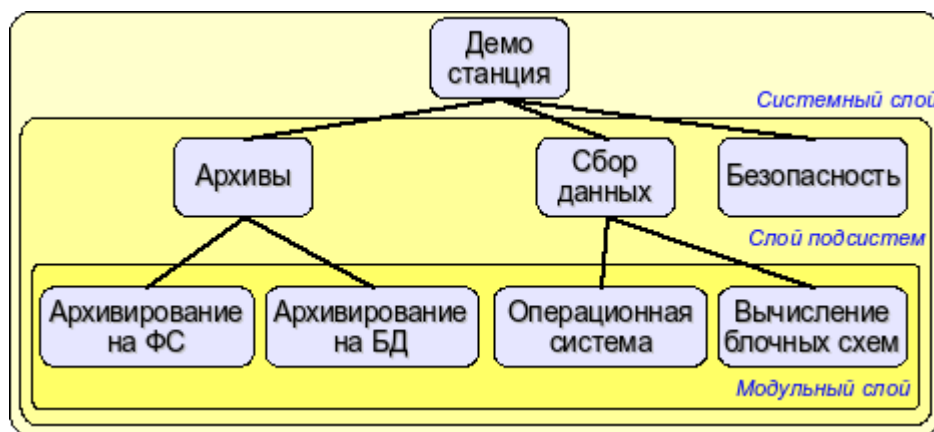 Демо
станция
Системный слой
Архивы
Сбор
данных
Безопасность
Слой подсистем
Архивирование
на ФС
Архивирование
на БД
Операционная
система
Вычисление
блочных схем
Модульный слой